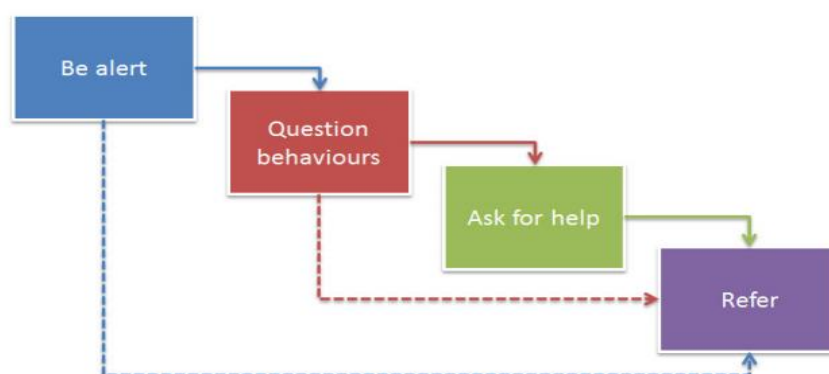 Be alert
Question
behaviours
Ask for help
Refer